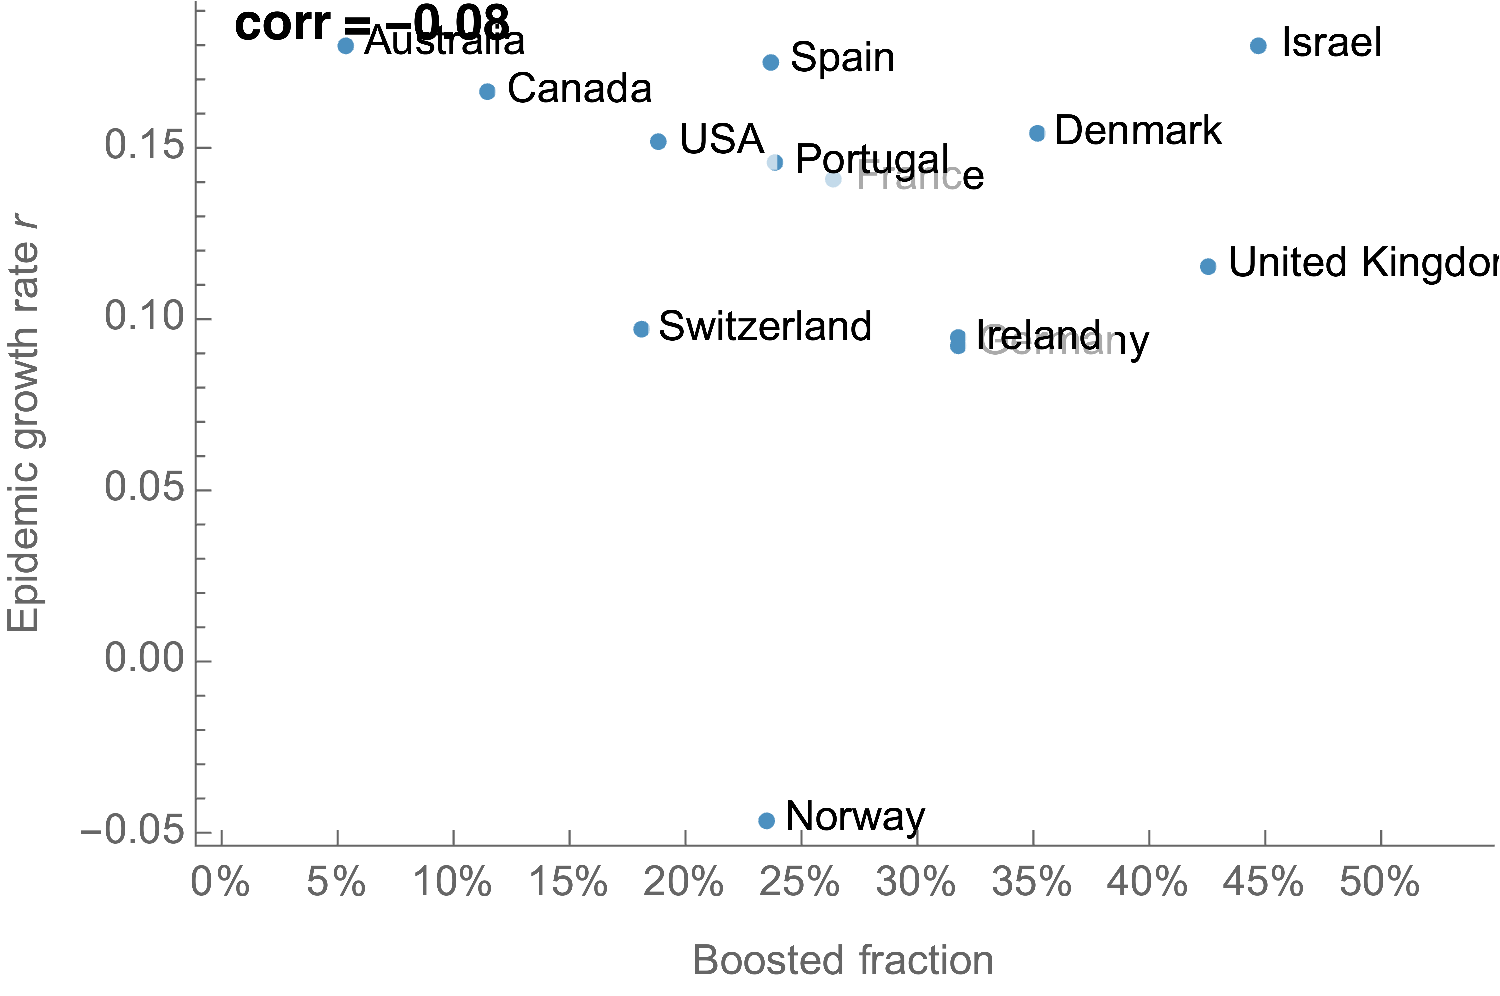 corr = −0.08
Australia
Israel
Spain
Canada
Denmark
USA
Portugal
France
United Kingdor
Switzerland
Ireland
Germany
Norway
0.15
0.10
0.05
0.00
−0.05
Epidemic growth rate r
0% 5% 10% 15% 20% 25% 30% 35% 40% 45% 50%
Boosted fraction